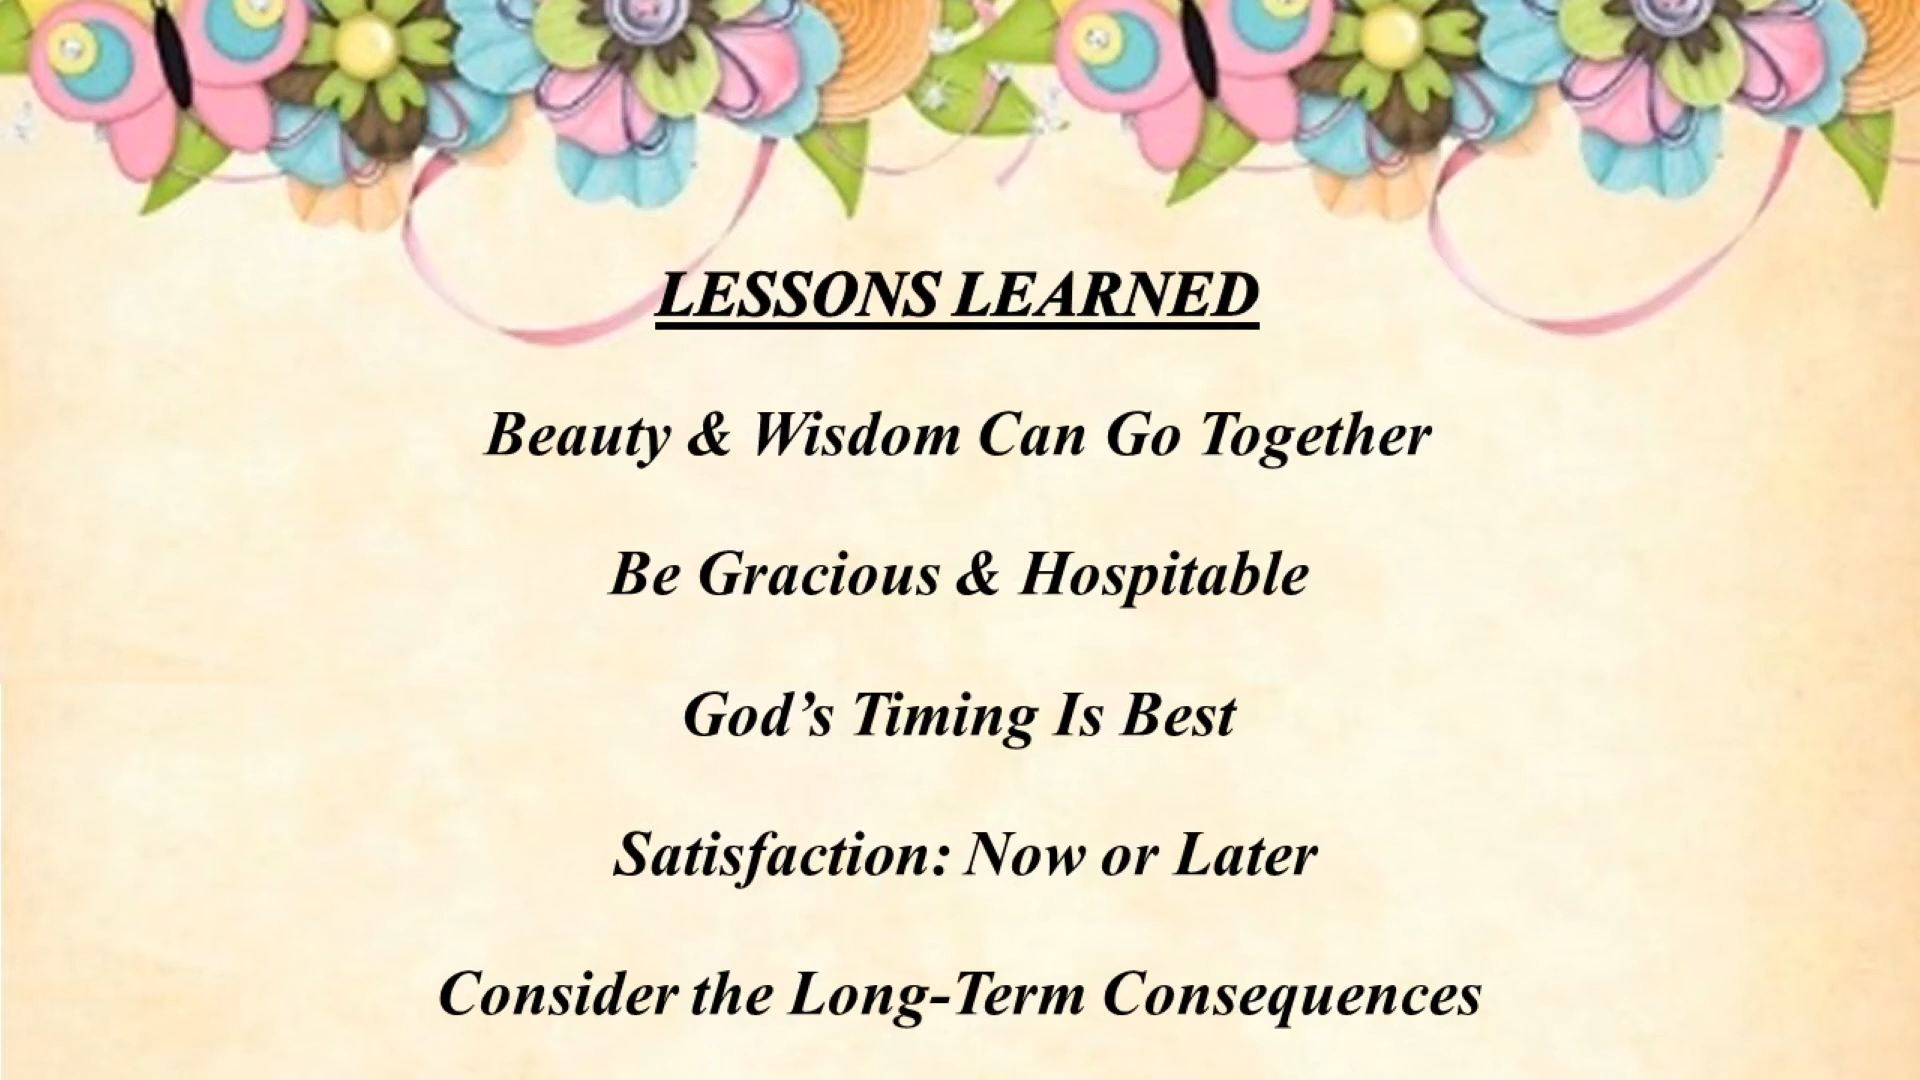 LESSONS LEARNED
Beauty & Wisdom Can Go Together
Be Gracious & Hospitable
God’s Timing Is Best
Satisfaction: Now or Later
Consider the Long-Term Consequences